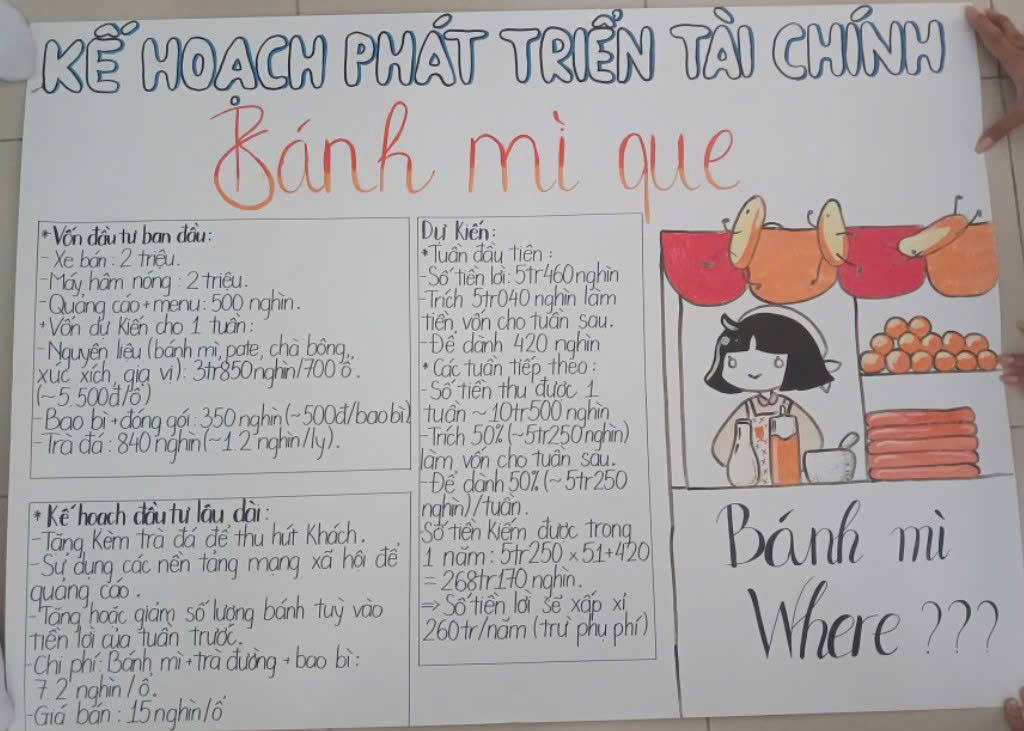 KẾ HOẠCH PHÁT TRIỂN TÀI CHÍNH
Bánh mì que
* Vốn đầu tư ban đầu:
- Xe bán: 2 triệu.
- Máy hâm nóng: 2 triệu.
- Quảng cáo + menu: 500 nghìn.
+ Vốn dự kiến cho 1 tuần:
- Nguyên liệu (bánh mì, pate, chà bông,
xúc xích, gia vị): 3tr850nghìn/700 ổ.
(~5.500đ/ổ)
- Bao bì + đóng gói: 350 nghìn (~500đ/bao bì)
- Trà đá: 840 nghìn (~1.2 nghìn/ly).
* Kế hoạch đầu tư lâu dài:
- Tặng kèm trà đá để thu hút khách.
- Sử dụng các nền tảng mạng xã hội để
quảng cáo.
- Tăng hoặc giảm số lượng bánh tuỳ vào
tiền lời của tuần trước.
- Chi phí: Bánh mì + trà đường + bao bì:
7.2 nghìn/ổ.
- Giá bán: 15 nghìn/ổ
Dự kiến:
* Tuần đầu tiên:
- Số tiền lời: 5tr460nghìn
- Trích 5tr040 nghìn làm
tiền vốn cho tuần sau.
- Để dành 420 nghìn
* Các tuần tiếp theo:
- Số tiền thu được 1
tuần ~ 10tr500 nghìn
- Trích 50% (~5tr250nghìn)
làm vốn cho tuần sau.
- Để dành 50% (~5tr250
nghìn)/tuần.
Số tiền kiếm được trong
1 năm: 5tr250 x 51 + 420
= 268tr170 nghìn.
⇒ Số tiền lời sẽ xấp xỉ
260tr/năm (trừ phụ phí)
Bánh mì
Where ???